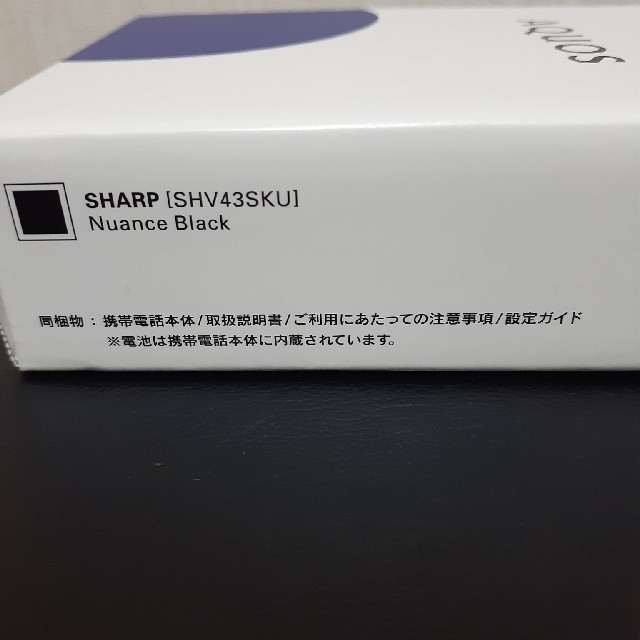 AQUOS
SHARP [SHV43SKU]
Nuance Black
同梱物 : 携帯電話本体/取扱説明書/ご利用にあたっての注意事項/設定ガイド
※電池は携帯電話本体に内蔵されています。